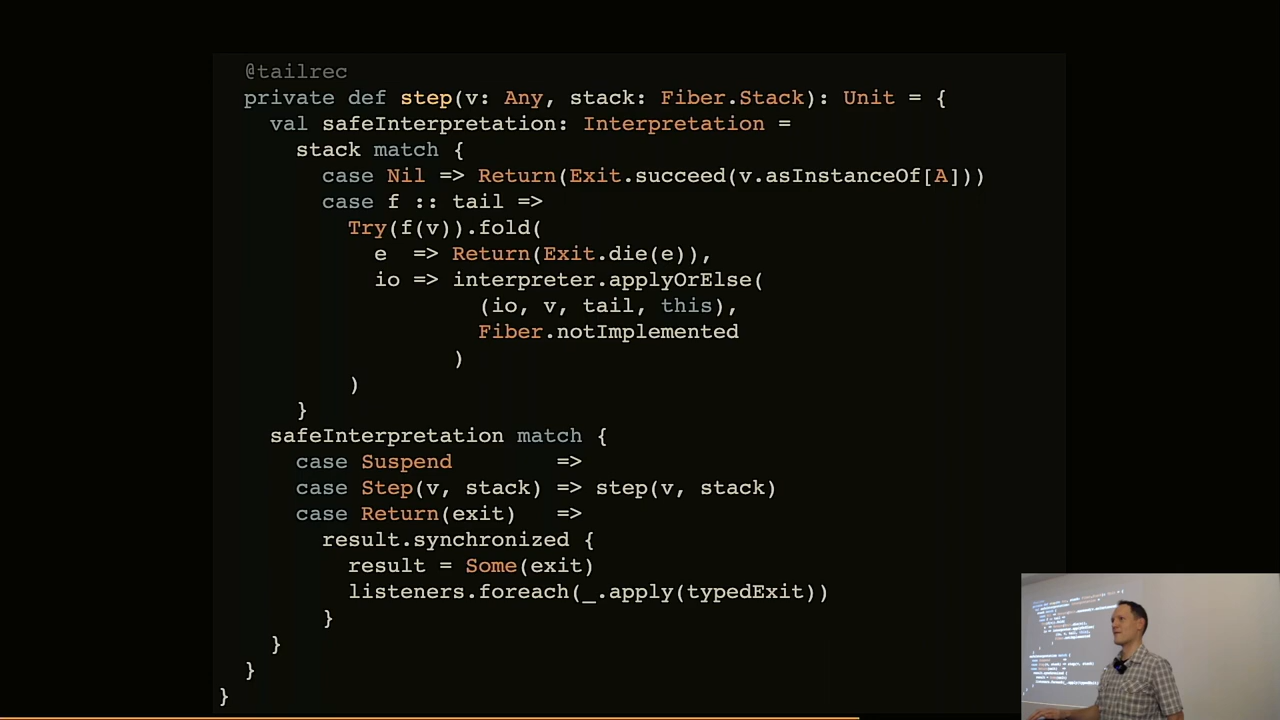 @tailrec
private def step(v: Any, stack: Fiber.Stack): Unit = {
val safeInterpretation: Interpretation =
stack match {
case Nil => Return(Exit.succeed(v.asInstanceOf[A]))
case f :: tail =>
Try(f(v)).fold(
e => Return(Exit.die(e)),
io => interpreter.applyOrElse(
(io, v, tail, this),
Fiber.notImplemented
)
)
}
safeInterpretation match {
case Suspend =>
case Step(v, stack) => step(v, stack)
case Return(exit) =>
result.synchronized {
result = Some(exit)
listeners.foreach(_.apply(typedExit))
}
}
}
}